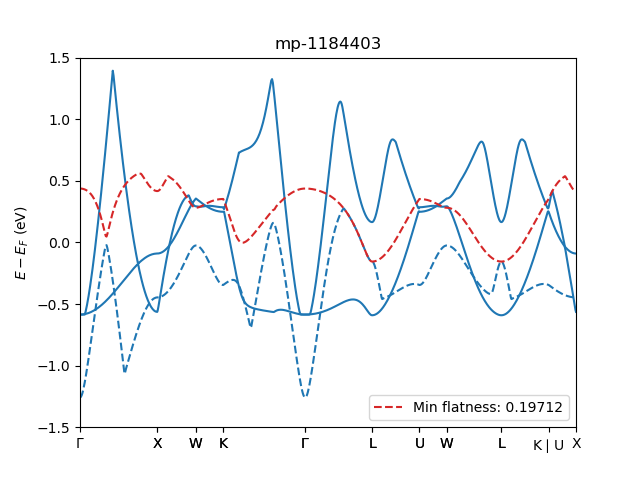 mp-1184403
E − E_F (eV)
1.5
1.0
0.5
0.0
−0.5
−1.0
−1.5
Min flatness: 0.19712
Γ X W K Γ L U W L K | U X